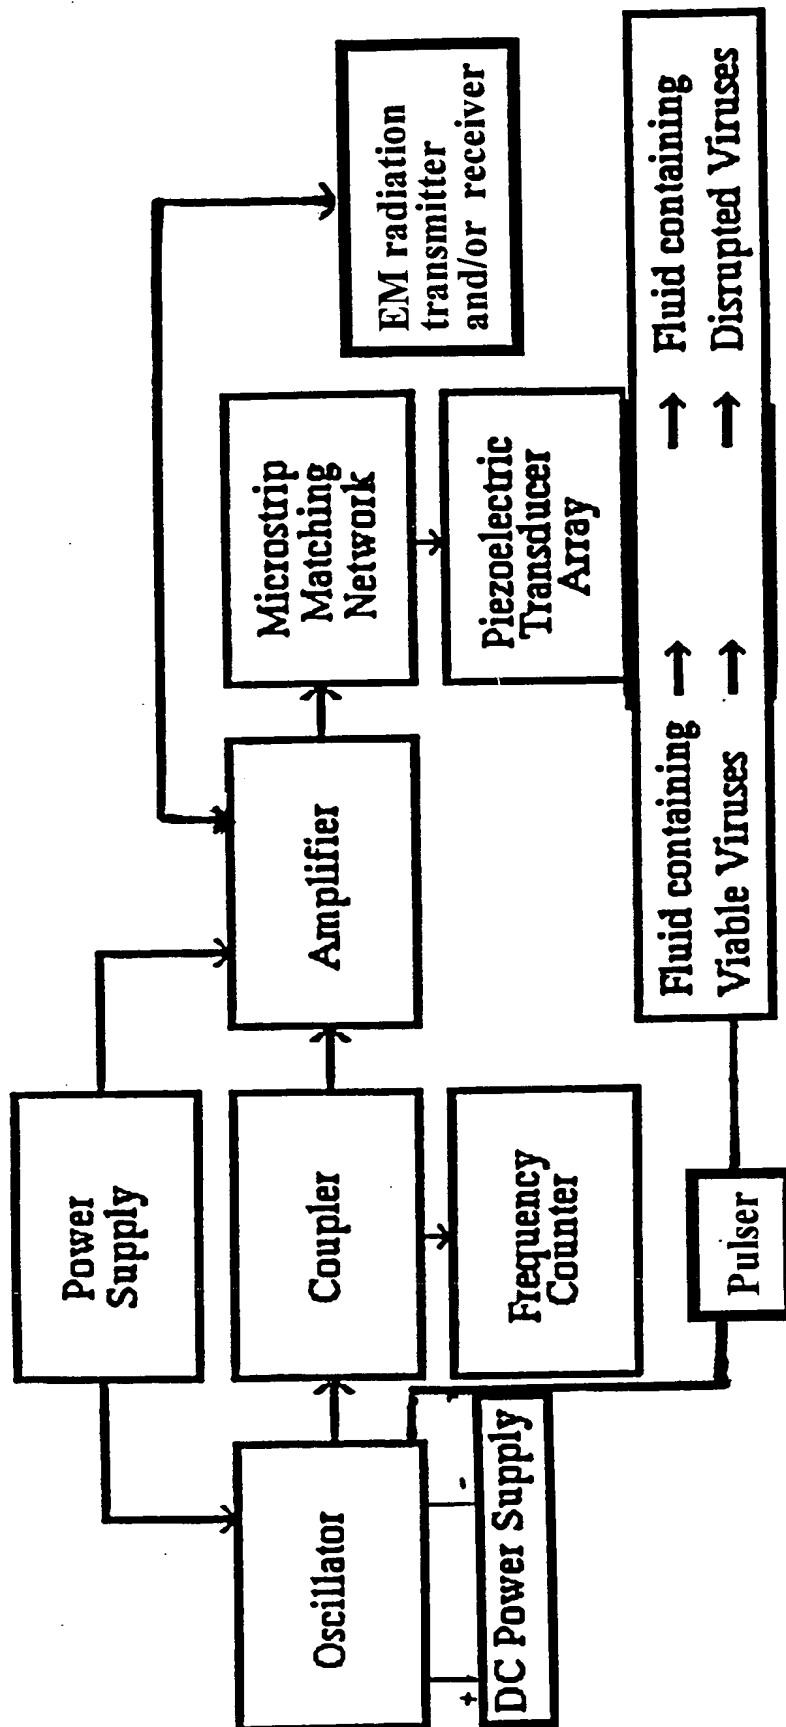 Power
Supply
Oscillator
Coupler
Amplifier
Microstrip
Matching
Network
EM radiation
transmitter
and/or receiver
+
-
DC Power Supply
Frequency
Counter
Piezoelectric
Transducer
Array
Pulser
Fluid containing
Viable Viruses
Fluid containing
Disrupted Viruses